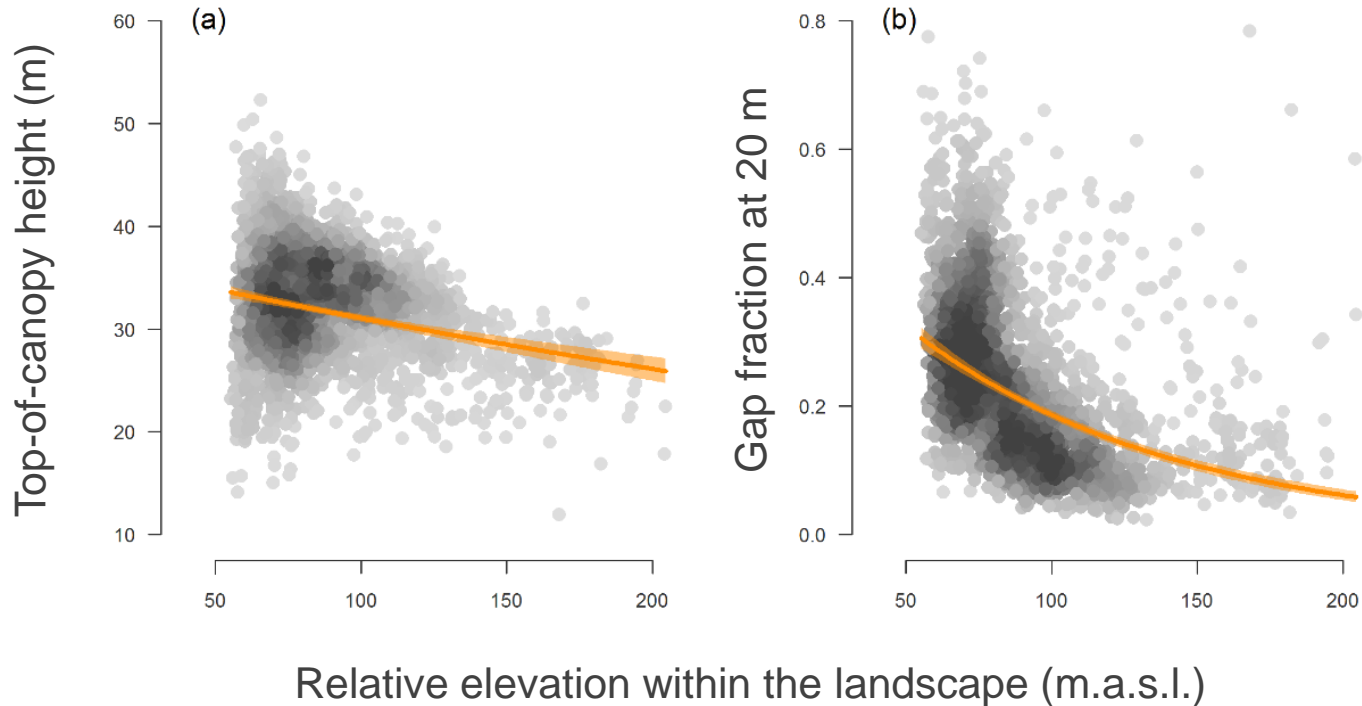 (a)
Top-of-canopy height (m)
60
50
40
30
20
10
50 100 150 200
(b)
Gap fraction at 20 m
0.8
0.6
0.4
0.2
0.0
50 100 150 200
Relative elevation within the landscape (m.a.s.l.)